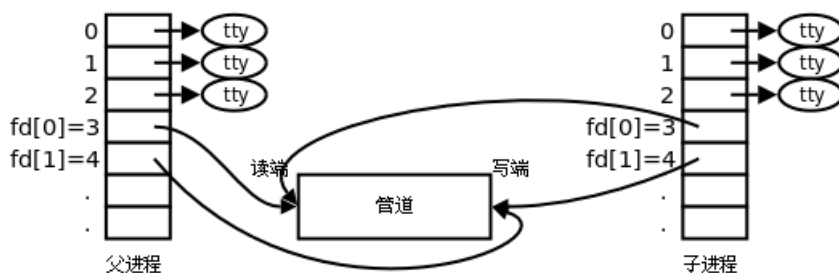 0 tty
1 tty
2 tty
fd[0]=3
fd[1]=4
.
.
父进程
读端
写端
管道
0 tty
1 tty
2 tty
fd[0]=3
fd[1]=4
.
.
子进程